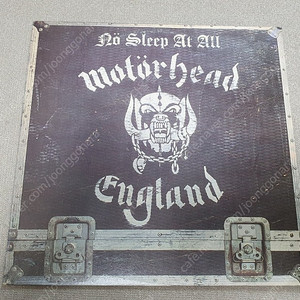 Nö Sleep At All
Motörhead
England